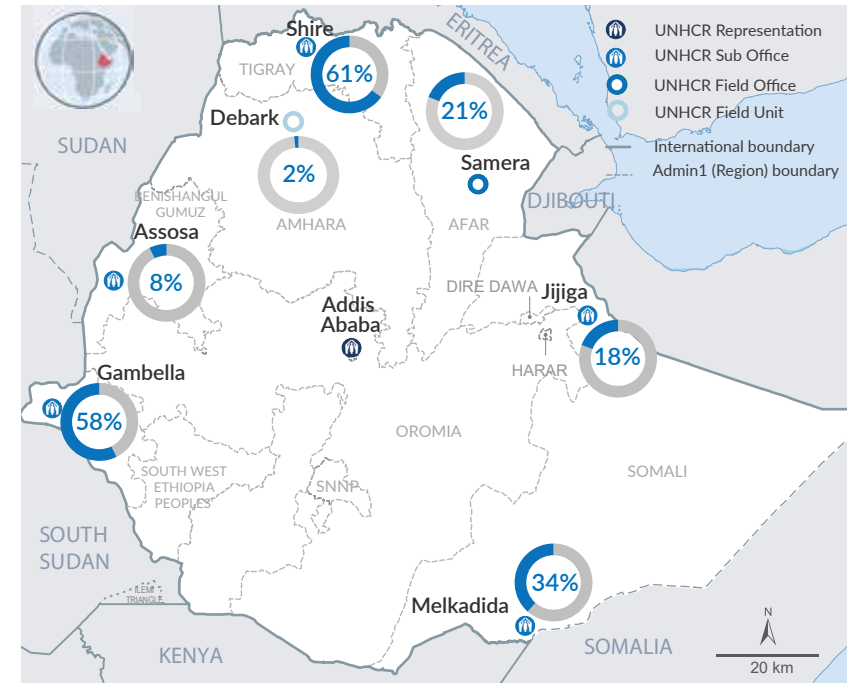 Shire
ERITREA
UNHCR Representation
UNHCR Sub Office
UNHCR Field Office
UNHCR Field Unit
International boundary
Admin1 (Region) boundary
TIGRAY
61%
21%
Debark
SUDAN
2%
Samera
DJIBOUTI
BENISHANGUL
GUMUZ
AMHARA
AFAR
Assosa
8%
DIRE DAWA
Jijiga
Addis
Ababa
18%
HARAR
Gambella
58%
OROMIA
SOUTH WEST
ETHIOPIA
PEOPLES
SNNP
SOMALI
SOUTH
SUDAN
34%
ILEMI
TRIANGLE
Melkadida
N
KENYA
SOMALIA
20 km